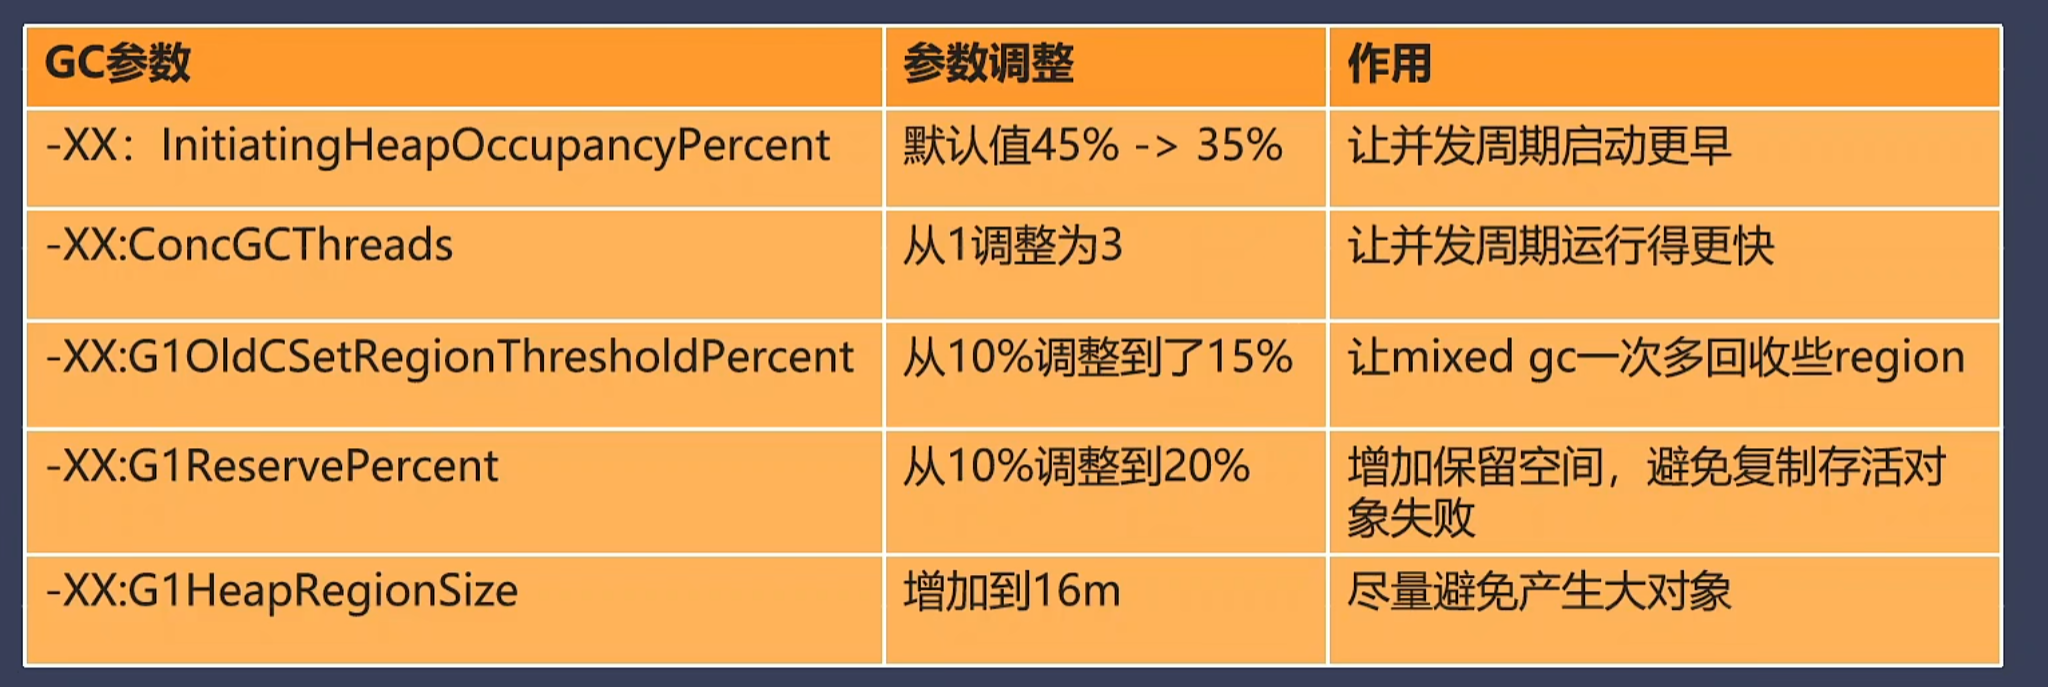 GC参数 参数调整 作用
-XX：InitiatingHeapOccupancyPercent 默认值45% -> 35% 让并发周期启动更早
-XX:ConcGCThreads 从1调整为3 让并发周期运行得更快
-XX:G1OldCSetRegionThresholdPercent 从10%调整到了15% 让mixed gc一次多回收些region
-XX:G1ReservePercent 从10%调整到20% 增加保留空间，避免复制存活对
象失败
-XX:G1HeapRegionSize 增加到16m 尽量避免产生大对象